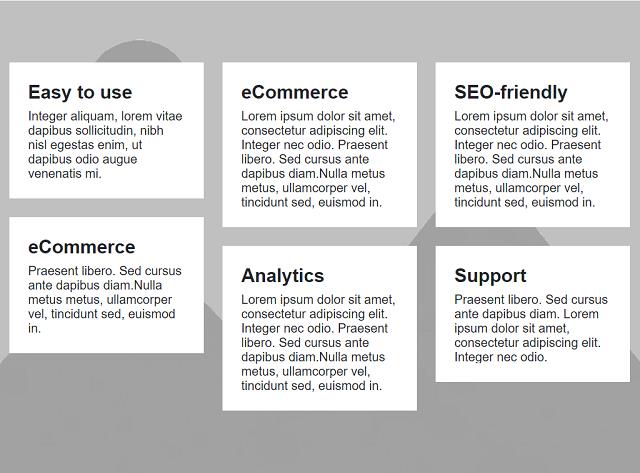 Easy to use
Integer aliquam, lorem vitae
dapibus sollicitudin, nibh
nisl egestas enim, ut
dapibus odio augue
venenatis mi.
eCommerce
Praesent libero. Sed cursus
ante dapibus diam.Nulla
metus metus, ullamcorper
vel, tincidunt sed, euismod
in.
eCommerce
Lorem ipsum dolor sit amet,
consectetur adipiscing elit.
Integer nec odio. Praesent
libero. Sed cursus ante
dapibus diam.Nulla metus
metus, ullamcorper vel,
tincidunt sed, euismod in.
Analytics
Lorem ipsum dolor sit amet,
consectetur adipiscing elit.
Integer nec odio. Praesent
libero. Sed cursus ante
dapibus diam.Nulla metus
metus, ullamcorper vel,
tincidunt sed, euismod in.
SEO-friendly
Lorem ipsum dolor sit amet,
consectetur adipiscing elit.
Integer nec odio. Praesent
libero. Sed cursus ante
dapibus diam.Nulla metus
metus, ullamcorper vel,
tincidunt sed, euismod in.
Support
Praesent libero. Sed cursus
ante dapibus diam. Lorem
ipsum dolor sit amet,
consectetur adipiscing elit.
Integer nec odio.